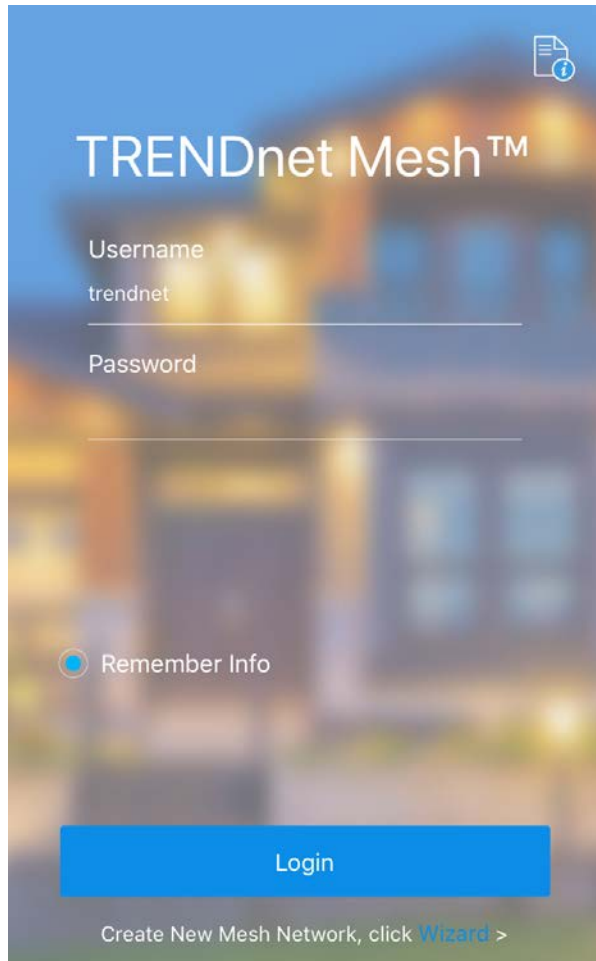 TRENDnet Mesh™
Username
trendnet
Password
Remember Info
Login
Create New Mesh Network, click Wizard >